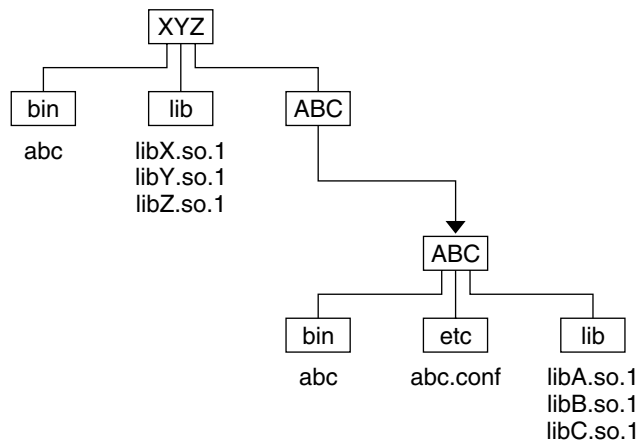 XYZ
bin lib ABC
abc libX.so.1
libY.so.1
libZ.so.1
ABC
bin etc lib
abc abc.conf libA.so.1
libB.so.1
libC.so.1